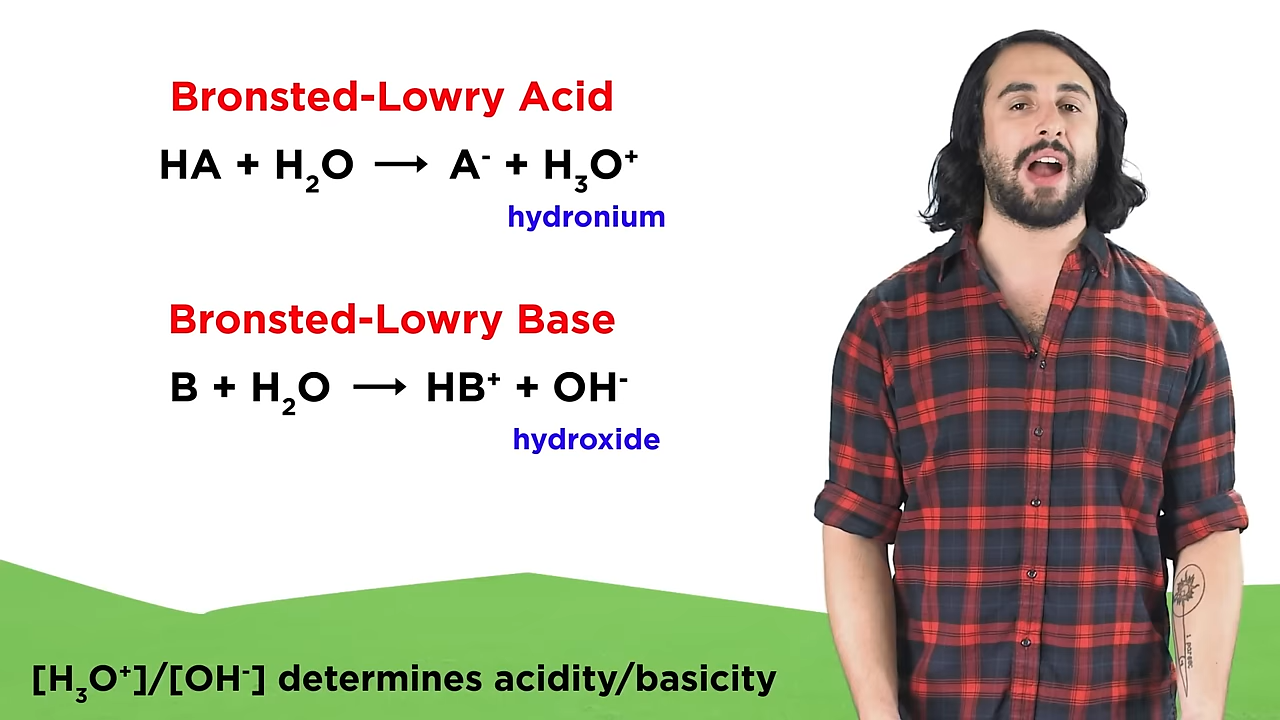 Bronsted-Lowry Acid
HA + H₂O ⟶ A⁻ + H₃O⁺
hydronium
Bronsted-Lowry Base
B + H₂O ⟶ HB⁺ + OH⁻
hydroxide
[H₃O⁺]/[OH⁻] determines acidity/basicity